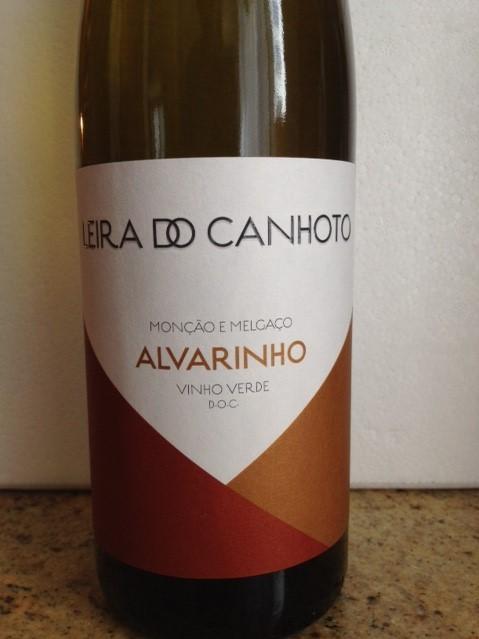 LEIRA DO CANHOTO
MONÇÃO E MELGAÇO
ALVARINHO
VINHO VERDE
D·O·C·